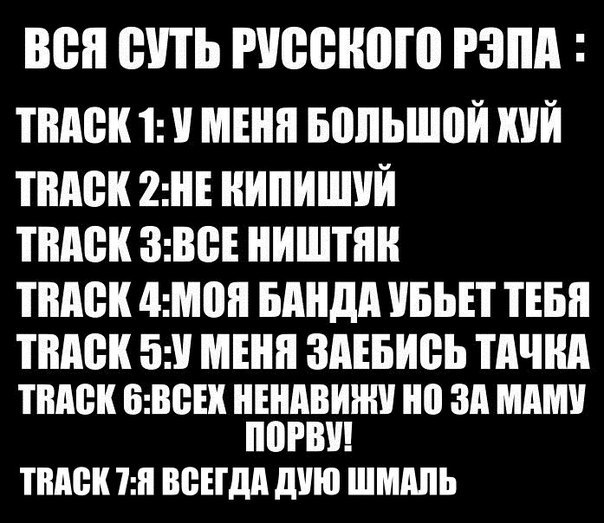 ВСЯ СУТЬ РУССКОГО РЭПА :
TRACK 1: У МЕНЯ БОЛЬШОЙ ХУЙ
TRACK 2:НЕ КИПИШУЙ
TRACK 3:ВСЕ НИШТЯК
TRACK 4:МОЯ БАНДА УБЬЕТ ТЕБЯ
TRACK 5:У МЕНЯ ЗАЕБИСЬ ТАЧКА
TRACK 6:ВСЕХ НЕНАВИЖУ НО ЗА МАМУ
ПОРВУ!
TRACK 7:Я ВСЕГДА ДУЮ ШМАЛЬ